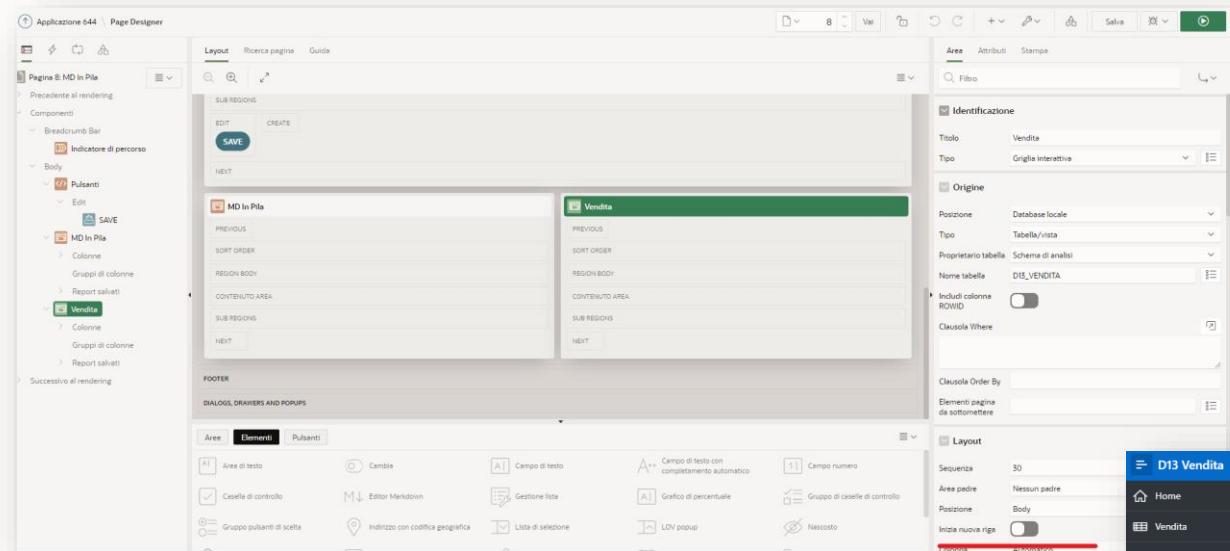 Applicazione 644 \ Page Designer
8
Vai
Salva
Pagina 8: MD In Pila
Precedente al rendering
Componenti
Breadcrumb Bar
Indicatore di percorso
Body
Pulsanti
Edit
SAVE
MD In Pila
Colonne
Gruppi di colonne
Report salvati
Vendita
Colonne
Gruppi di colonne
Report salvati
Successivo al rendering
Layout Ricerca pagina Guida
SUB REGIONS
EDIT CREATE
SAVE
NEXT
MD In Pila
PREVIOUS
SORT ORDER
REGION BODY
CONTENUTO AREA
SUB REGIONS
NEXT
Vendita
PREVIOUS
SORT ORDER
REGION BODY
CONTENUTO AREA
SUB REGIONS
NEXT
FOOTER
DIALOGS, DRAWERS AND POPUPS
Aree Elementi Pulsanti
Area di testo
Cambia
Campo di testo
Campo di testo con
completamento automatico
Campo numero
Caselle di controllo
Editor Markdown
Gestione liste
Grafico di percentuale
Gruppo di caselle di controllo
Gruppo pulsanti di scelta
Indirizzo con codifica geografica
Lista di selezione
LOV popup
Nascosto
Area Attributi Stampa
Filtro
Identificazione
Titolo Vendita
Tipo Griglia interattiva
Origine
Posizione Database locale
Tipo Tabella/vista
Proprietario tabella Schema di analisi
Nome tabella D13_VENDITA
Includi colonna
ROWID
Clausola Where
Clausola Order By
Elementi pagina
da sottomettere
Layout
Sequenza 30
Area padre Nessun padre
Posizione Body
Inizia nuova riga
Colonna Automatico
D13 Vendita
Home
Vendita